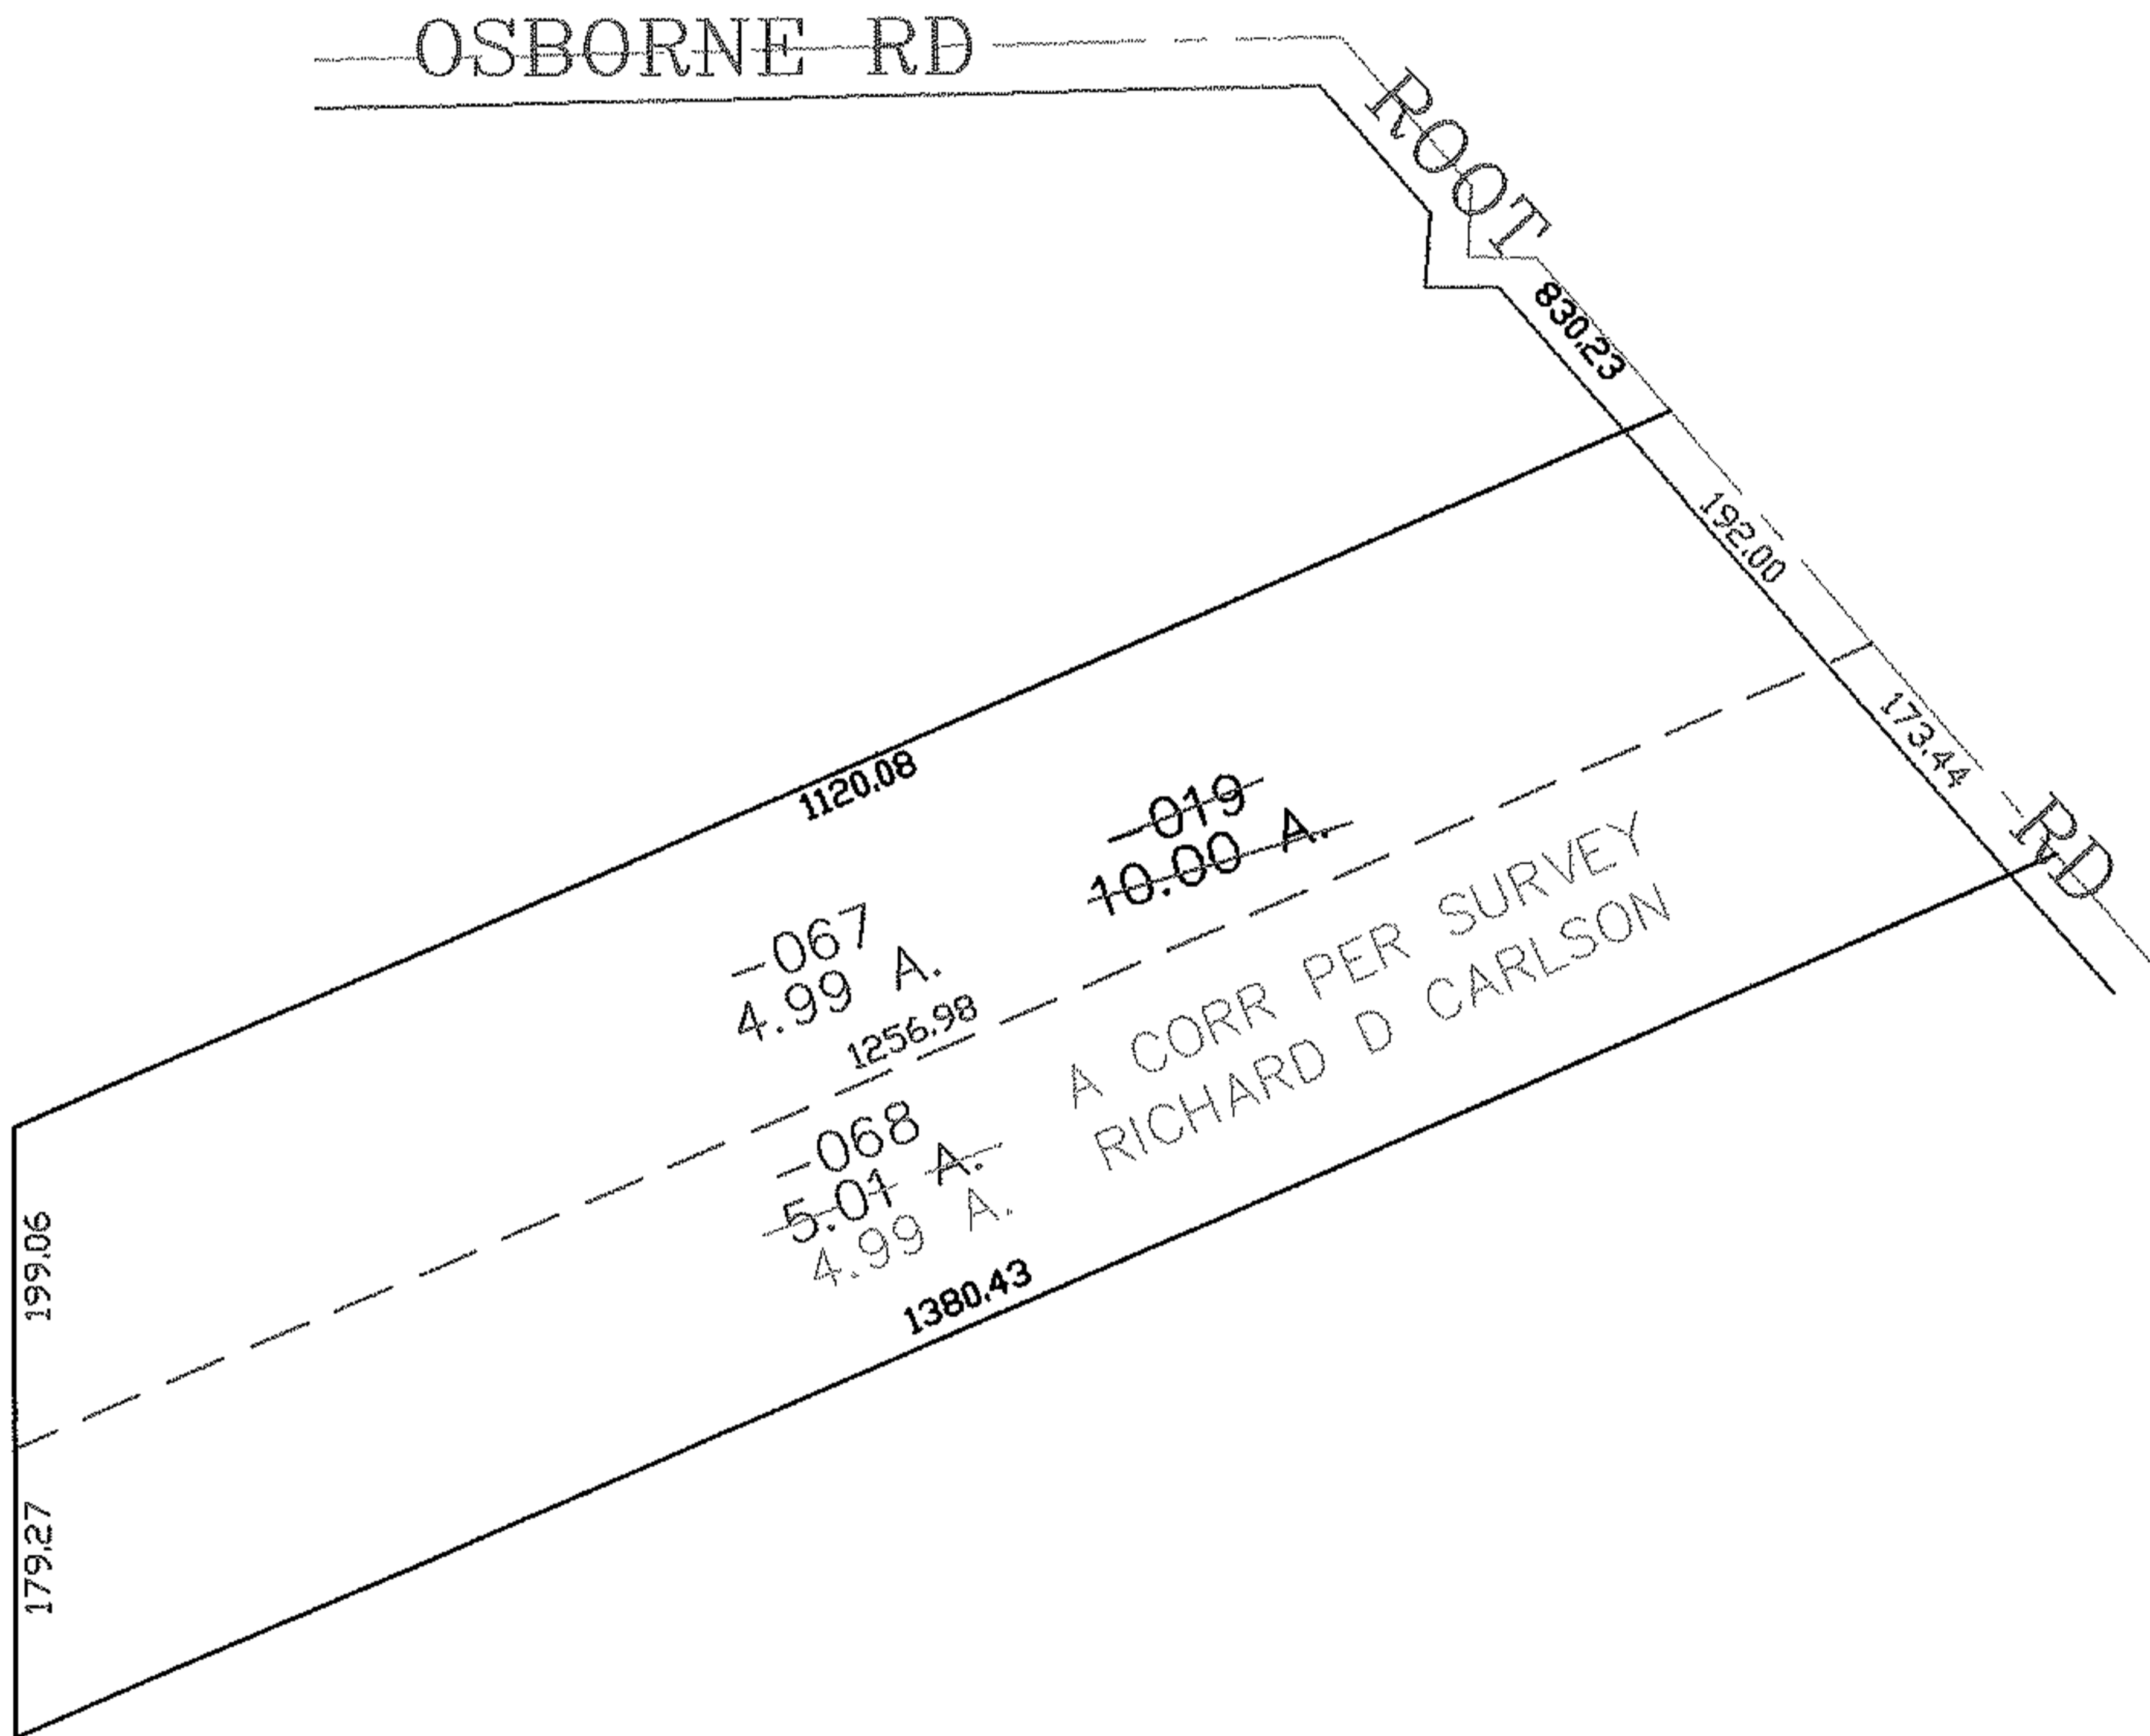 OSBORNE RD
ROOT RD
830.23
192.00
173.44
1120.08
-019
10.00 A.
-067
4.99 A.
1256.98
A CORR PER SURVEY
RICHARD D CARLSON
-068
5.01 A.
4.99 A.
1380.43
199.06
179.27